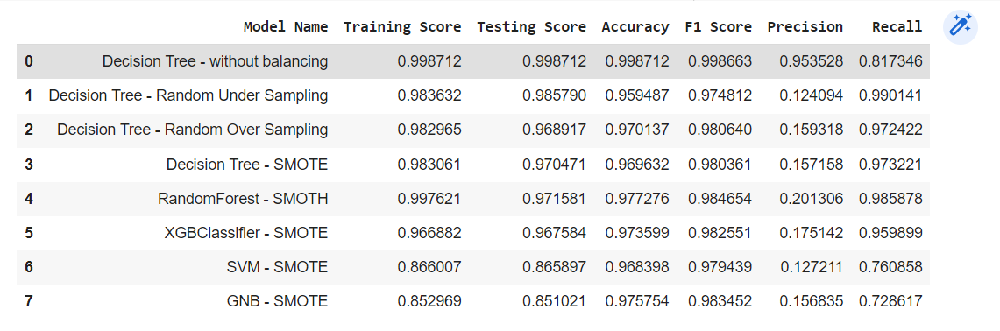 Model Name Training Score Testing Score Accuracy F1 Score Precision Recall
0 Decision Tree - without balancing 0.998712 0.998712 0.998712 0.998663 0.953528 0.817346
1 Decision Tree - Random Under Sampling 0.983632 0.985790 0.959487 0.974812 0.124094 0.990141
2 Decision Tree - Random Over Sampling 0.982965 0.968917 0.970137 0.980640 0.159318 0.972422
3 Decision Tree - SMOTE 0.983061 0.970471 0.969632 0.980361 0.157158 0.973221
4 RandomForest - SMOTH 0.997621 0.971581 0.977276 0.984654 0.201306 0.985878
5 XGBClassifier - SMOTE 0.966882 0.967584 0.973599 0.982551 0.175142 0.959899
6 SVM - SMOTE 0.866007 0.865897 0.968398 0.979439 0.127211 0.760858
7 GNB - SMOTE 0.852969 0.851021 0.975754 0.983452 0.156835 0.728617